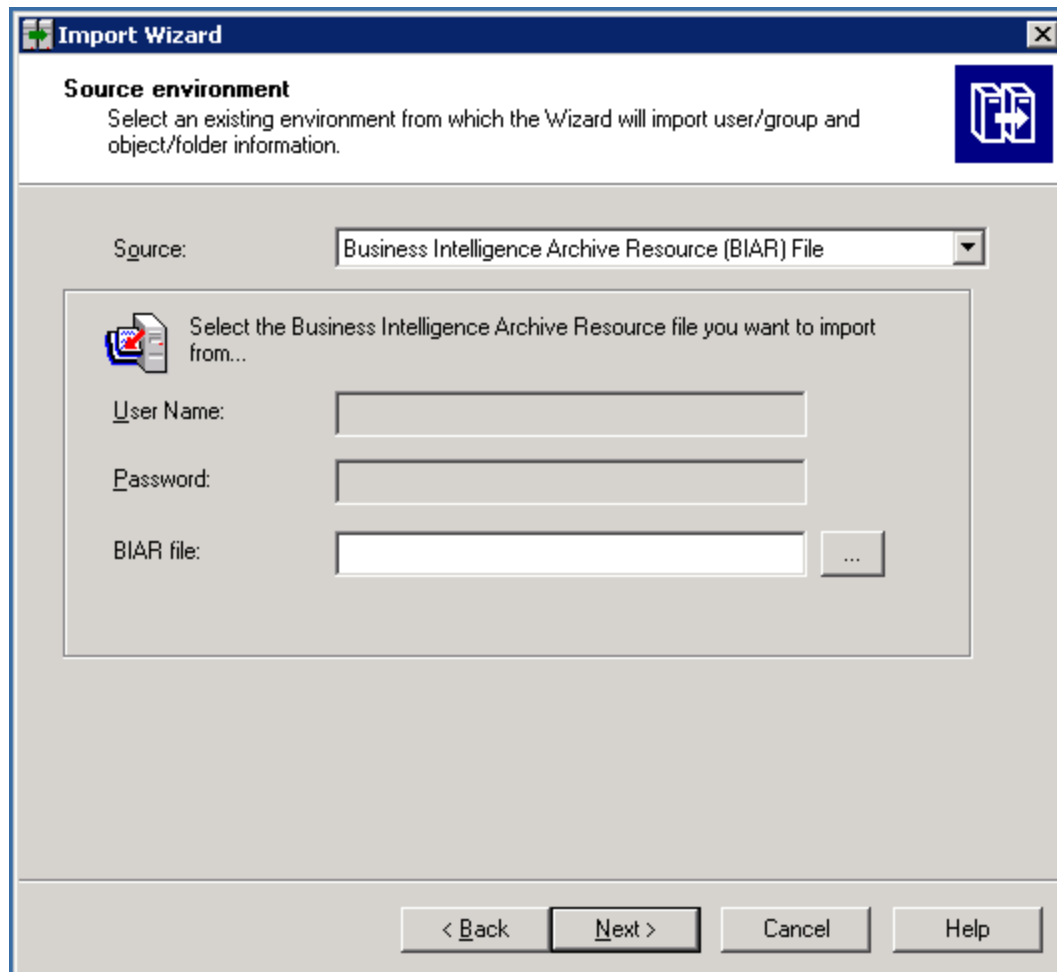 Import Wizard
Source environment
Select an existing environment from which the Wizard will import user/group and
object/folder information.
Source:
Business Intelligence Archive Resource (BIAR) File
Select the Business Intelligence Archive Resource file you want to import
from...
User Name:
Password:
BIAR file:
...
< Back
Next >
Cancel
Help